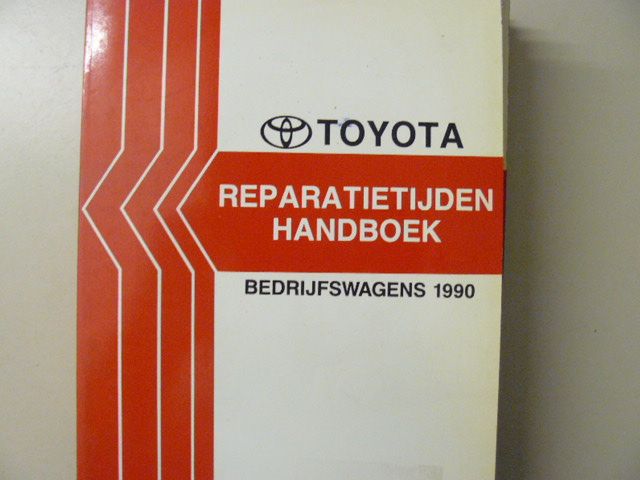 TOYOTA
REPARATIETIJDEN
HANDBOEK
BEDRIJFSWAGENS 1990